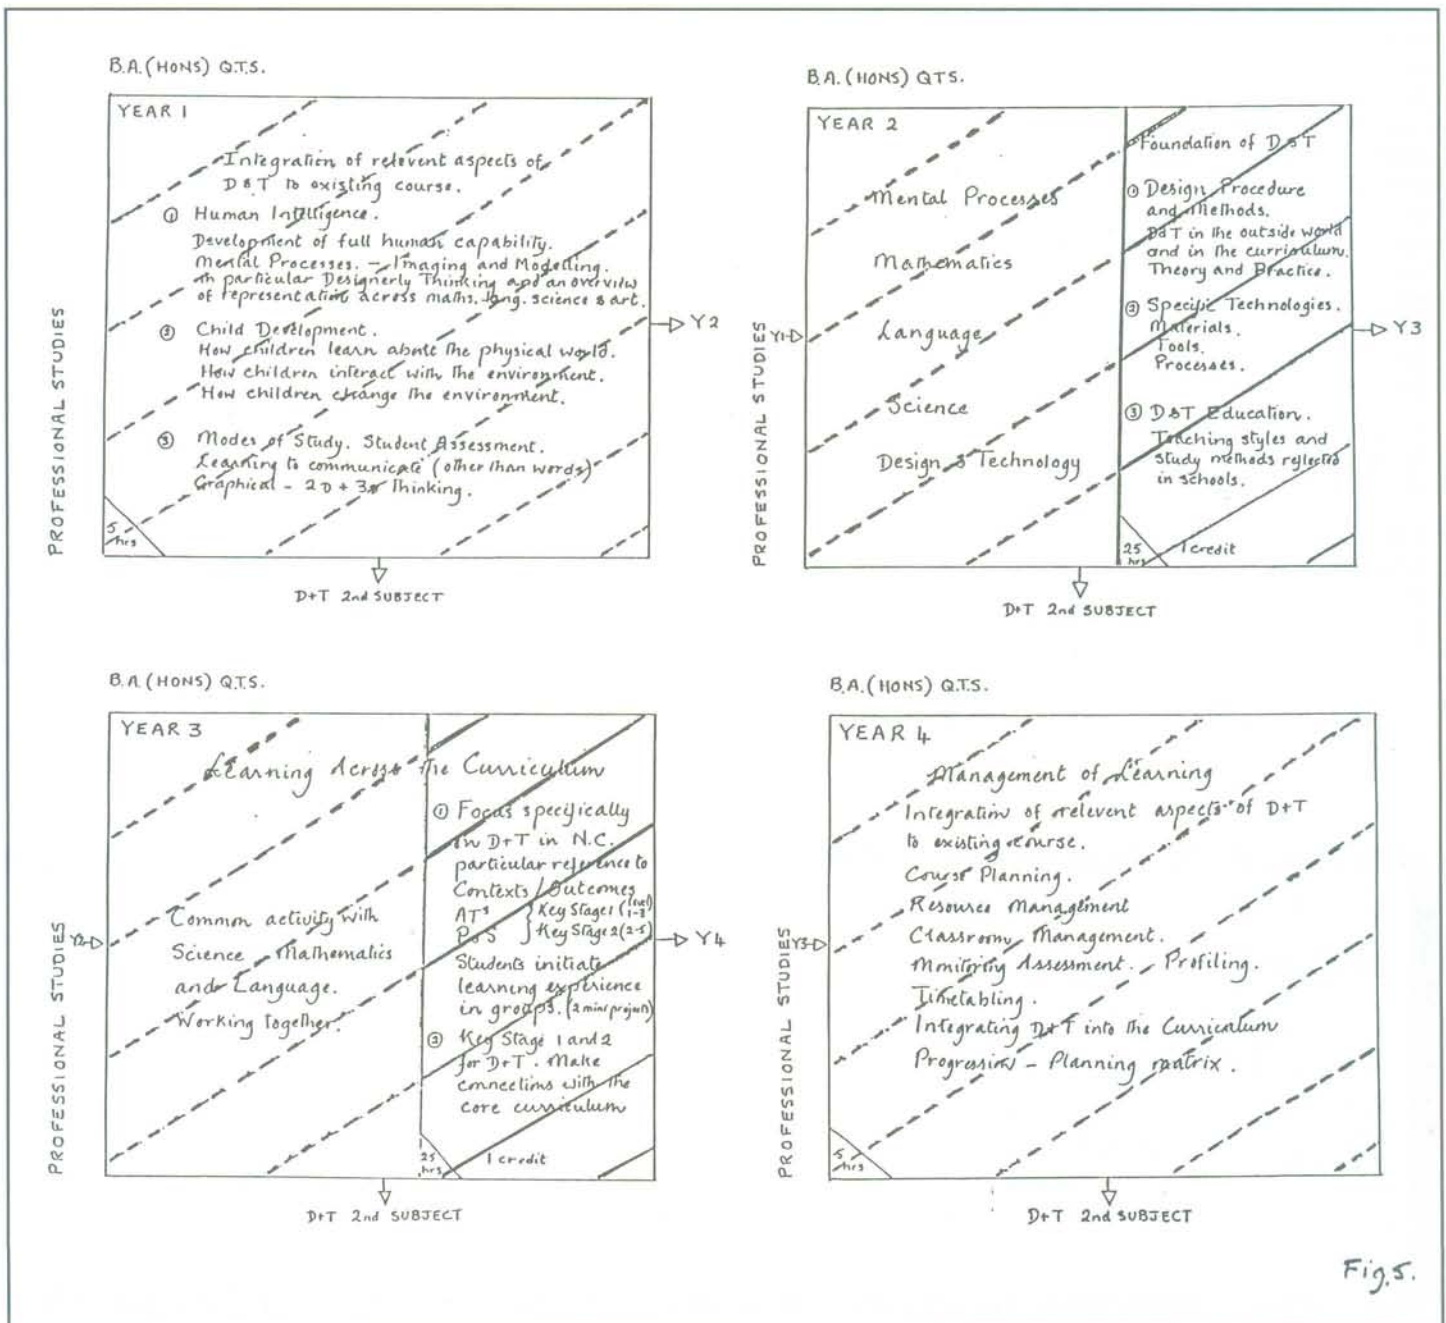 B.A. (HONS) Q.T.S.
YEAR 1
Integration of relevent aspects of
D & T to existing course.
① Human Intelligence.
Development of full human capability.
Mental Processes. – Imaging and Modelling.
In particular Designerly Thinking and an overview
of representation across maths, lang. science & art.
② Child Development.
How children learn about the physical world.
How children interact with the environment.
How children change the environment.
③ Modes of Study. Student Assessment.
Learning to communicate (other than words)
Graphical – 2D + 3D Thinking.
5
hrs
PROFESSIONAL STUDIES
Y2
D+T 2nd SUBJECT
B.A. (HONS) QTS.
YEAR 2
Mental Processes
Mathematics
Language
Science
Design & Technology
Foundation of D & T
① Design Procedure
and Methods.
D&T in the outside world
and in the curriculum.
Theory and Practice.
② Specific Technologies.
Materials.
Tools.
Processes.
③ D&T Education.
Teaching styles and
study methods reflected
in schools.
25
hrs
1 credit
PROFESSIONAL STUDIES
Y1
Y3
D+T 2nd SUBJECT
B.A. (HONS) Q.T.S.
YEAR 3
Learning Across the Curriculum
Common activity with
Science Mathematics
and Language.
Working together.
① Focus specifically
on D+T in N.C.
particular reference to
Contexts / Outcomes
ATs } Key Stage 1 (level 1-3)
PoS } Key Stage 2 (2-5)
Students initiate
learning experience
in groups. (2 mini projects)
② Key Stage 1 and 2
for D+T. Make
connections with the
core curriculum
25
hrs
1 credit
PROFESSIONAL STUDIES
Y2
Y4
D+T 2nd SUBJECT
B.A. (HONS) Q.T.S.
YEAR 4
Management of Learning
Integration of relevent aspects of D+T
to existing course.
Course Planning.
Resource Management
Classroom Management.
Monitoring Assessment. Profiling.
Timetabling.
Integrating D+T into the Curriculum
Progression – Planning matrix.
5
hrs
PROFESSIONAL STUDIES
Y3
D+T 2nd SUBJECT
Fig.5.